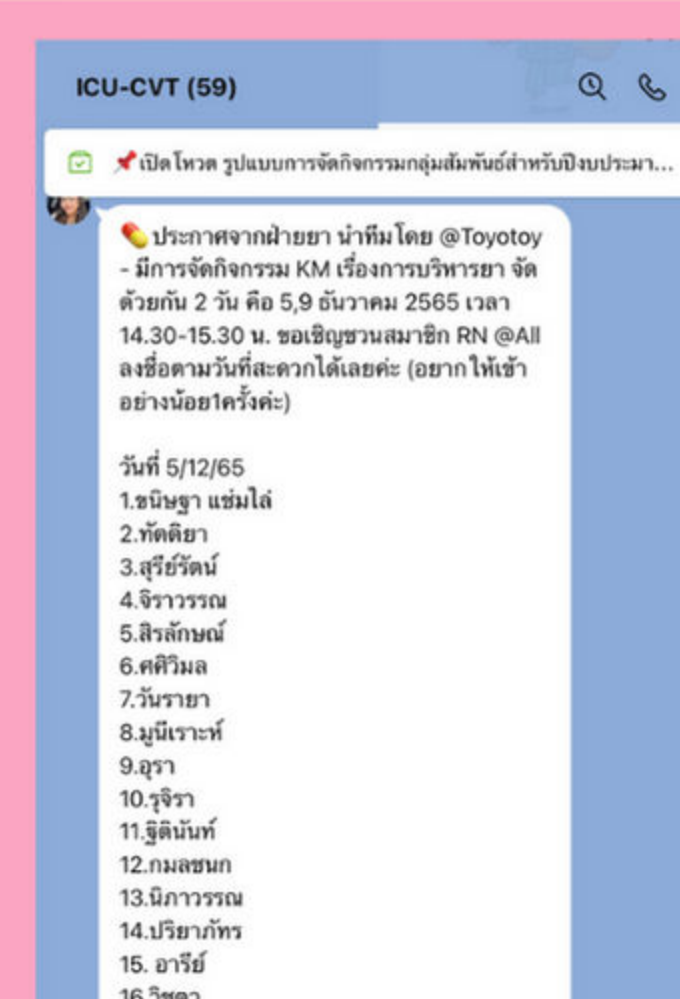 ICU-CVT (59)
📌เปิดโหวต รูปแบบการจัดกิจกรรมกลุ่มสัมพันธ์สำหรับปีงบประมา...
💊 ประกาศจากฝ่ายยา นำทีมโดย @Toyotoy
- มีการจัดกิจกรรม KM เรื่องการบริหารยา จัด
ด้วยกัน 2 วัน คือ 5,9 ธันวาคม 2565 เวลา
14.30-15.30 น. ขอเชิญชวนสมาชิก RN @All
ลงชื่อตามวันที่สะดวกได้เลยค่ะ (อยากให้เข้า
อย่างน้อย1ครั้งค่ะ)
วันที่ 5/12/65
1.ขนิษฐา แช่มไล่
2.ทัตติยา
3.สุรีย์รัตน์
4.จิราวรรณ
5.สิรลักษณ์
6.ศศิวิมล
7.วันรายา
8.มูนีเราะห์
9.อุรา
10.รุจิรา
11.ฐิตินันท์
12.กมลชนก
13.นิภาวรรณ
14.ปริยาภัทร
15. อารีย์
16.วิชุตา